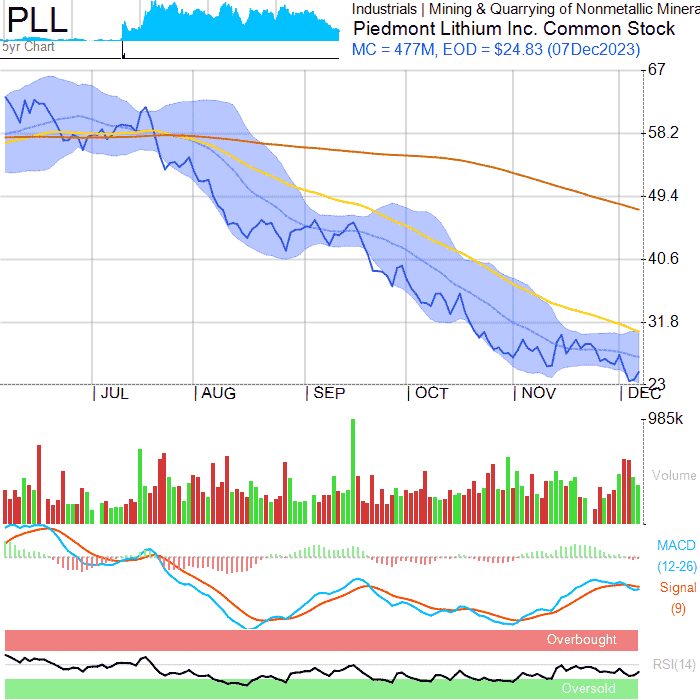 PLL
5yr Chart
Industrials | Mining & Quarrying of Nonmetallic Minera
Piedmont Lithium Inc. Common Stock
MC = 477M, EOD = $24.83 (07Dec2023)
67
58.2
49.4
40.6
31.8
23
JUL AUG SEP OCT NOV DEC
985k
Volume
MACD
(12-26)
Signal
(9)
Overbought
RSI(14)
Oversold